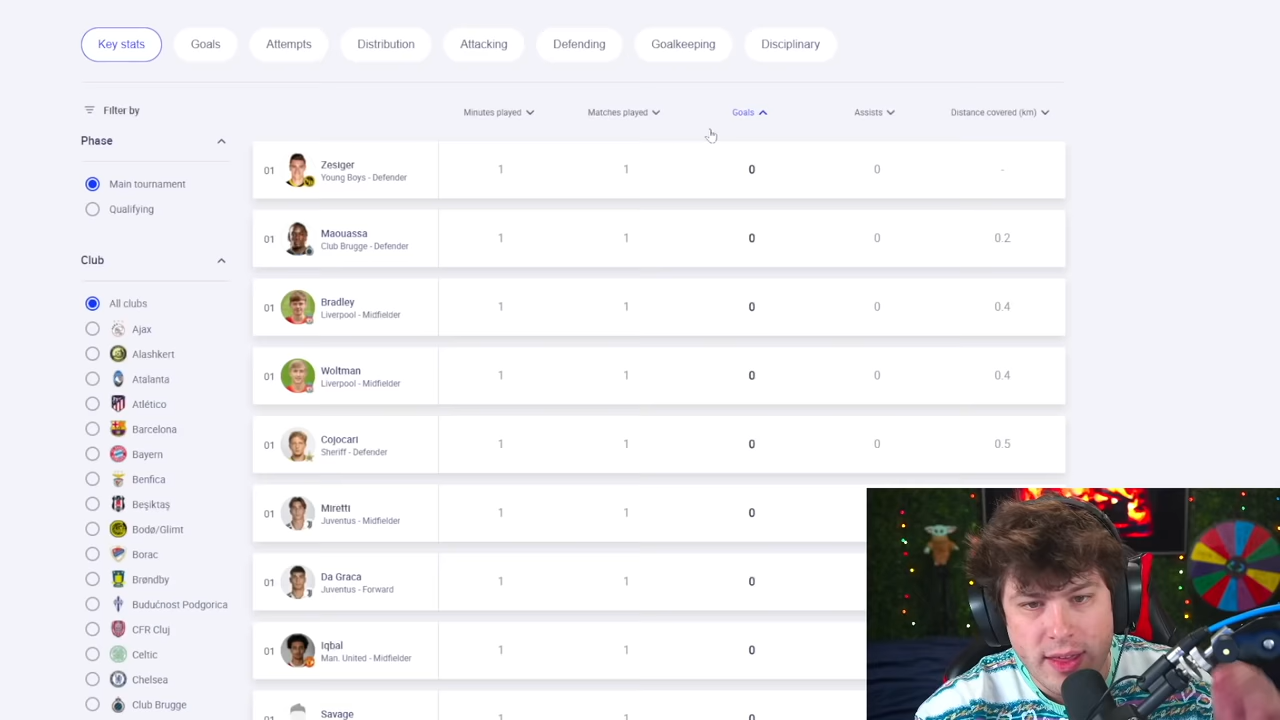 Key stats
Goals
Attempts
Distribution
Attacking
Defending
Goalkeeping
Disciplinary
Filter by
Minutes played
Matches played
Goals
Assists
Distance covered (km)
Phase
Main tournament
Qualifying
Club
All clubs
Ajax
Alashkert
Atalanta
Atlético
Barcelona
Bayern
Benfica
Beşiktaş
Bodø/Glimt
Borac
Brøndby
Budućnost Podgorica
CFR Cluj
Celtic
Chelsea
Club Brugge
01 Zesiger 1 1 0 0 -
Young Boys - Defender
01 Maouassa 1 1 0 0 0.2
Club Brugge - Defender
01 Bradley 1 1 0 0 0.4
Liverpool - Midfielder
01 Woltman 1 1 0 0 0.4
Liverpool - Midfielder
01 Cojocari 1 1 0 0 0.5
Sheriff - Defender
01 Miretti 1 1 0
Juventus - Midfielder
01 Da Graca 1 1 0
Juventus - Forward
01 Iqbal 1 1 0
Man. United - Midfielder
Savage